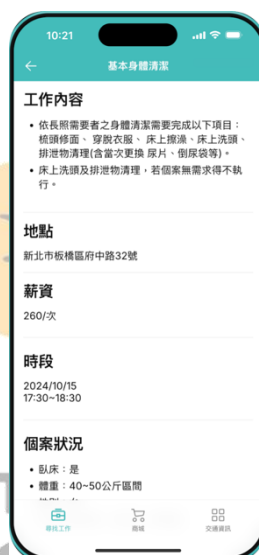 10:21
基本身體清潔
工作內容
• 依長照需要者之身體清潔需要完成以下項目：
梳頭修面、 穿脫衣服、 床上擦澡、床上洗頭、
排泄物清理(含當次更換 尿片、倒尿袋等)。
• 床上洗頭及排泄物清理，若個案無需求得不執
行。
地點
新北市板橋區府中路32號
薪資
260/次
時段
2024/10/15
17:30~18:30
個案狀況
• 臥床：是
• 體重：40~50公斤區間
尋找工作
商城
交通資訊